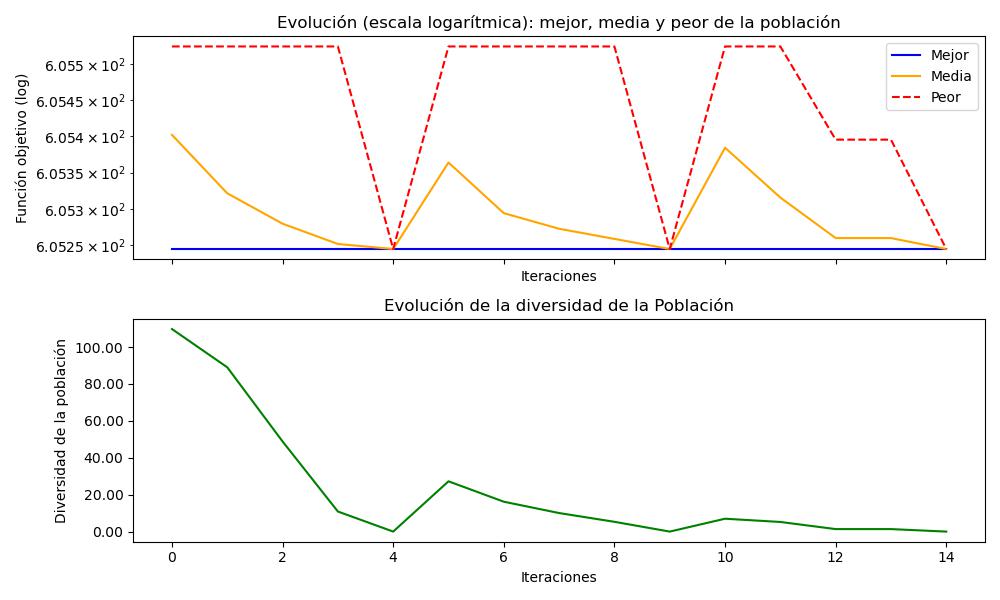 Evolución (escala logarítmica): mejor, media y peor de la población
Función objetivo (log)
6.055 × 10²
6.0545 × 10²
6.054 × 10²
6.0535 × 10²
6.053 × 10²
6.0525 × 10²
Mejor
Media
Peor
Iteraciones
Evolución de la diversidad de la Población
Diversidad de la población
100.00
80.00
60.00
40.00
20.00
0.00
0 2 4 6 8 10 12 14
Iteraciones